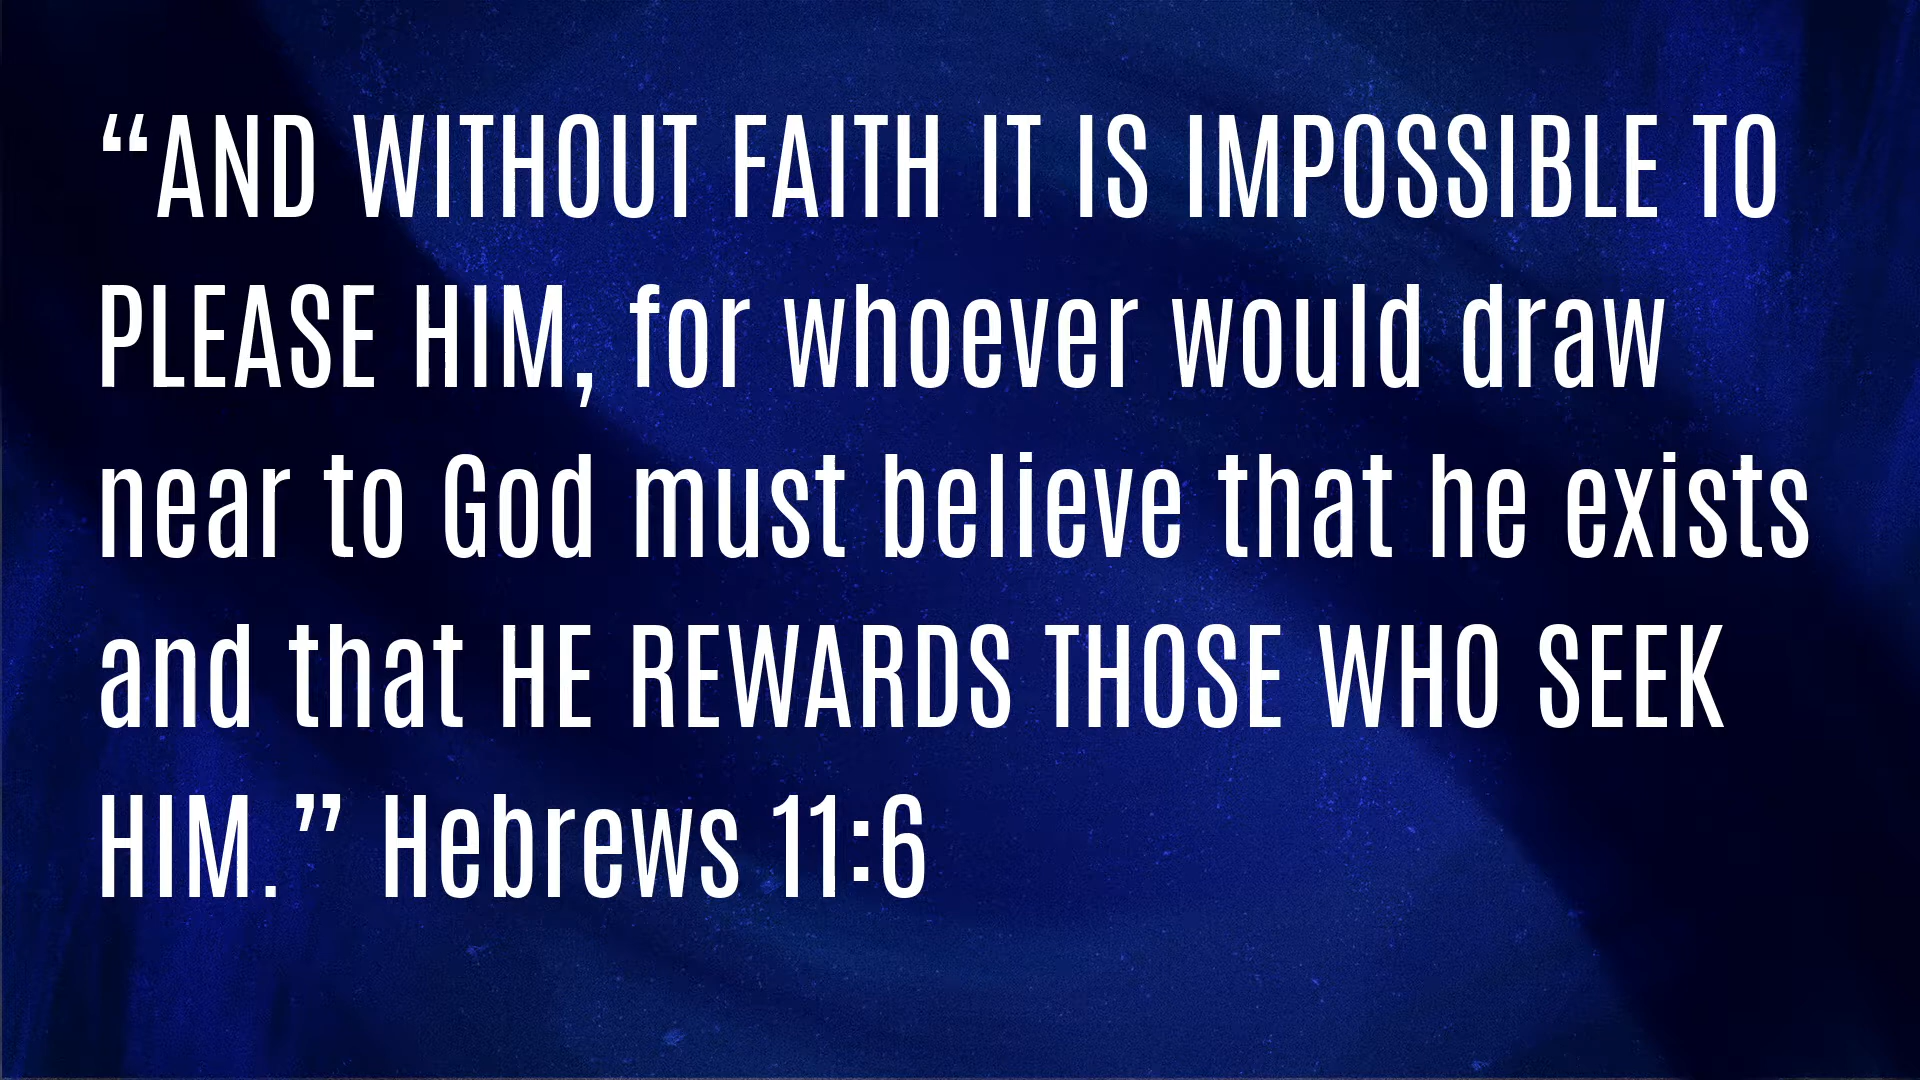 “AND WITHOUT FAITH IT IS IMPOSSIBLE TO
PLEASE HIM, for whoever would draw
near to God must believe that he exists
and that HE REWARDS THOSE WHO SEEK
HIM.” Hebrews 11:6